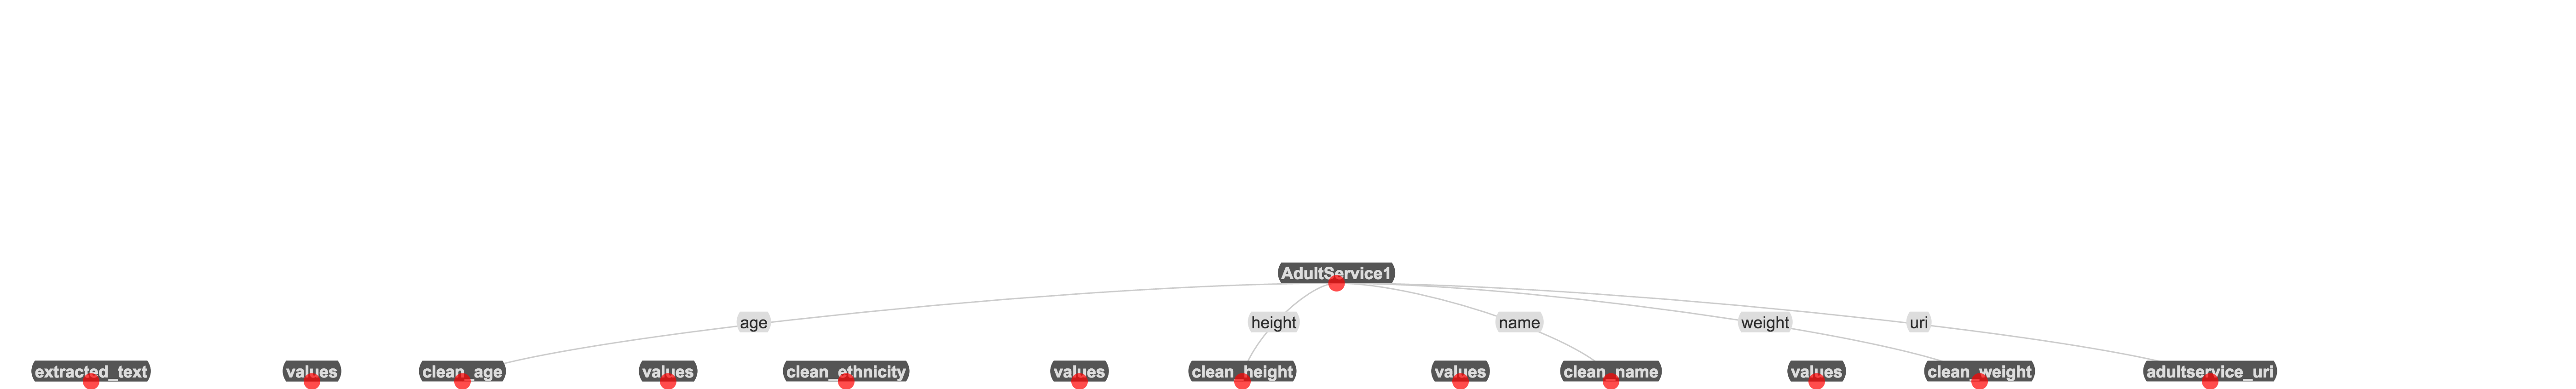 AdultService1
age height name weight uri
extracted_text values clean_age values clean_ethnicity values clean_height values clean_name values clean_weight adultservice_uri